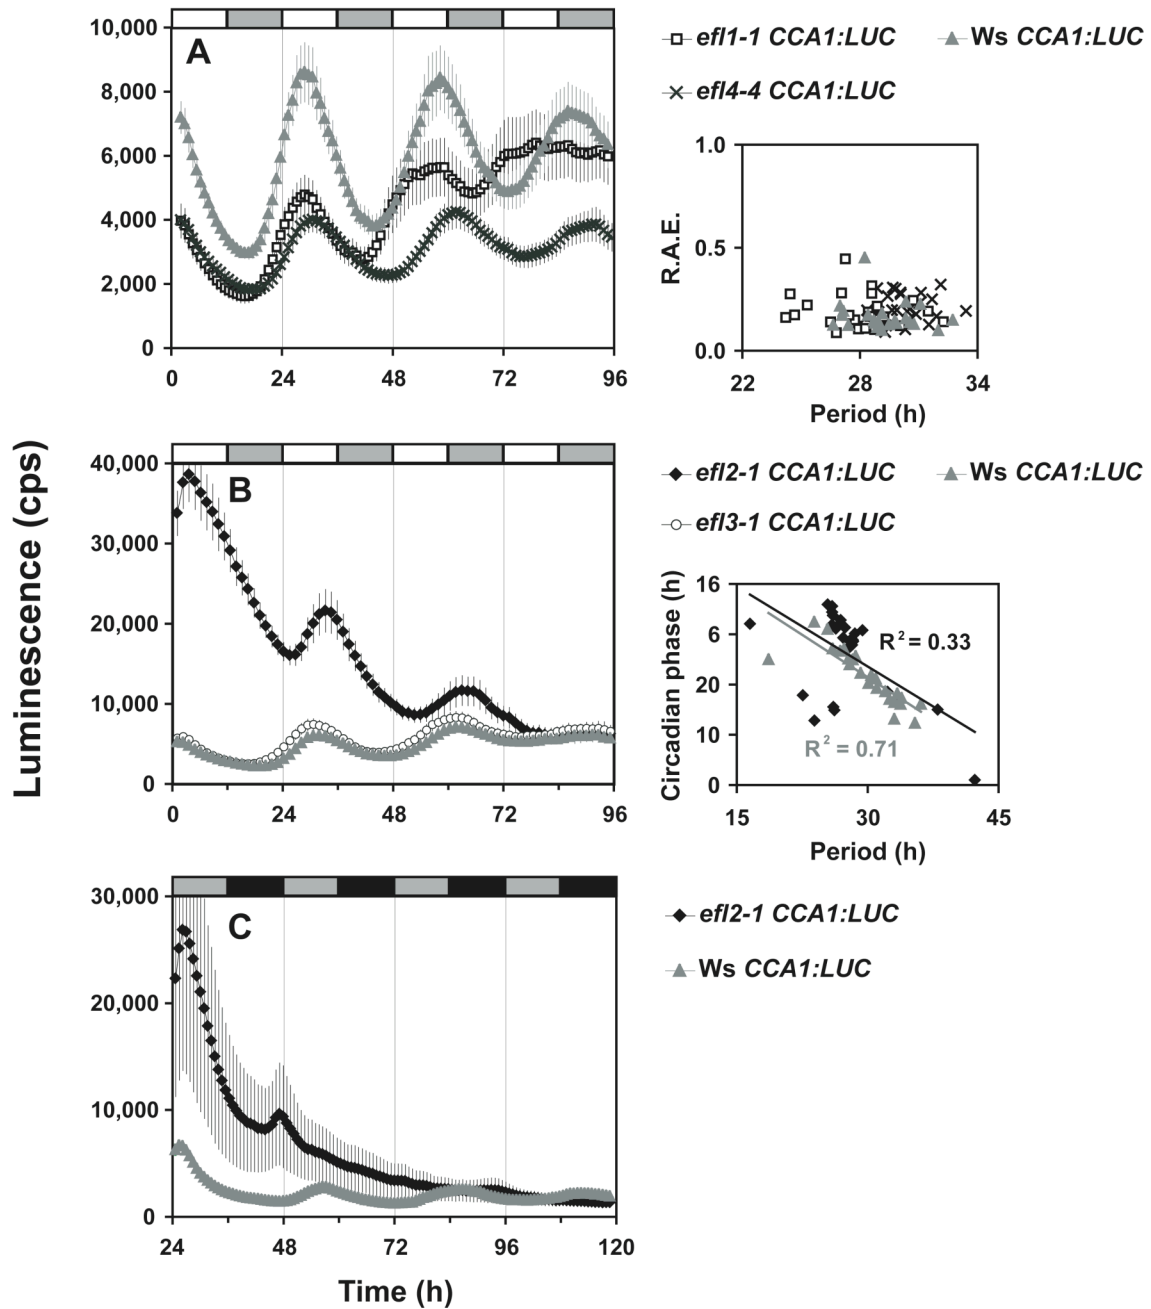 A
10,000
8,000
6,000
4,000
2,000
0
0 24 48 72 96
efl1-1 CCA1:LUC
Ws CCA1:LUC
efl4-4 CCA1:LUC
R.A.E.
1.0
0.5
0.0
22 28 34
Period (h)
Luminescence (cps)
B
40,000
30,000
20,000
10,000
0
0 24 48 72 96
efl2-1 CCA1:LUC
Ws CCA1:LUC
efl3-1 CCA1:LUC
Circadian phase (h)
16
6
20
10
0
R2 = 0.33
R2 = 0.71
15 30 45
Period (h)
C
30,000
20,000
10,000
0
24 48 72 96 120
Time (h)
efl2-1 CCA1:LUC
Ws CCA1:LUC